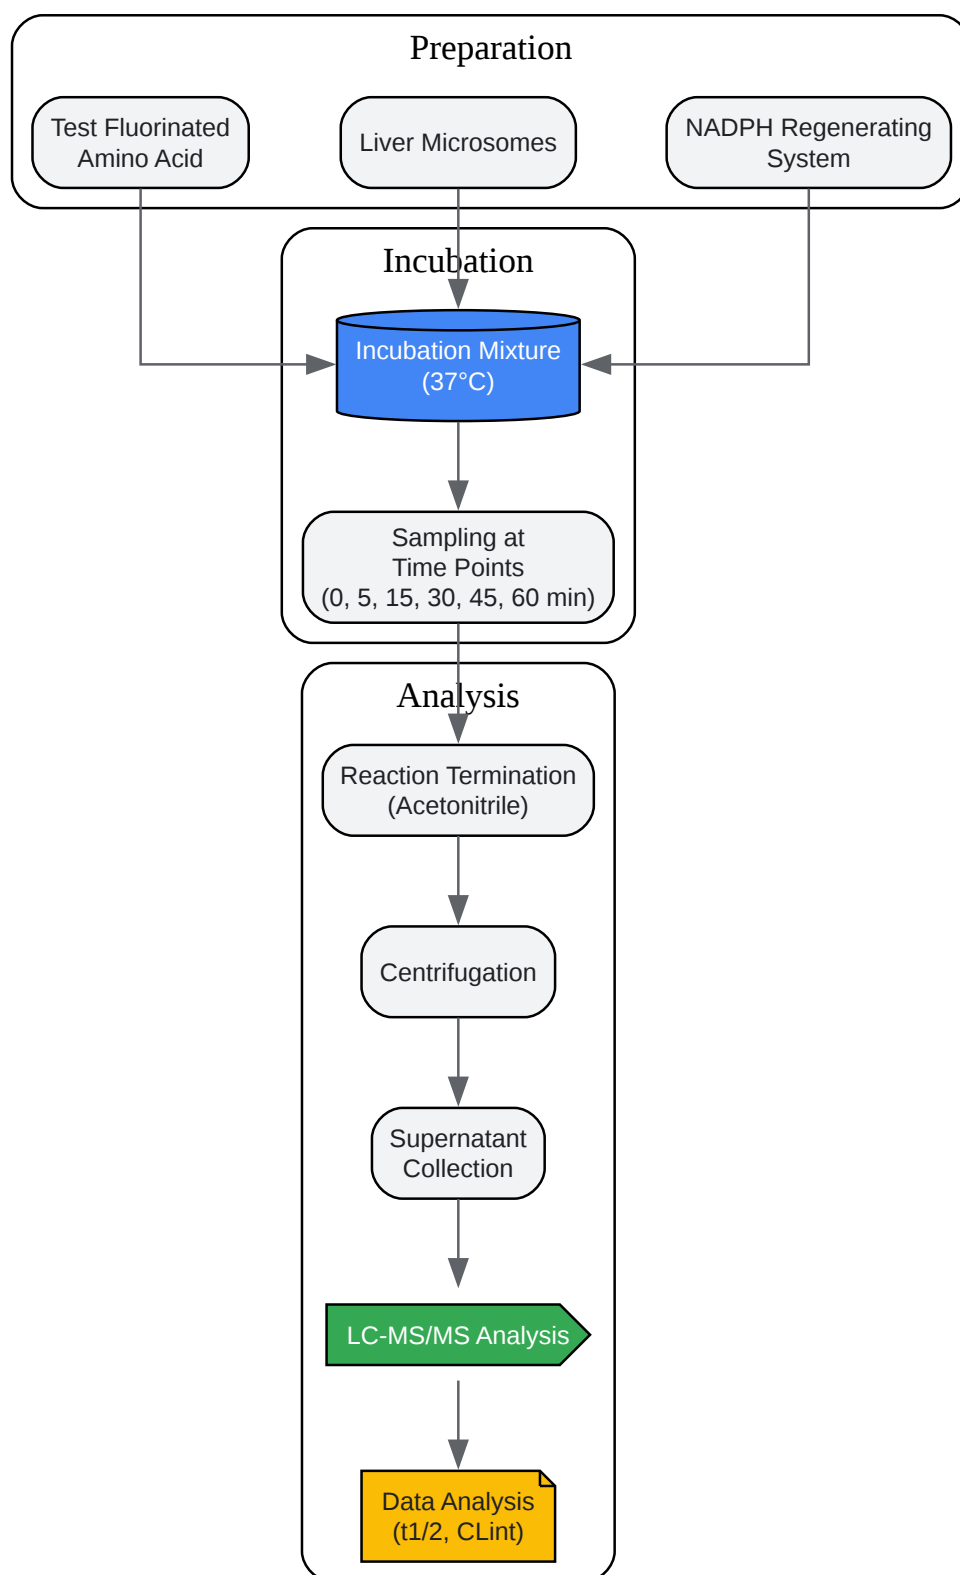 Preparation
Test Fluorinated
Amino Acid
Liver Microsomes
NADPH Regenerating
System
Incubation
Incubation Mixture
(37°C)
Sampling at
Time Points
(0, 5, 15, 30, 45, 60 min)
Analysis
Reaction Termination
(Acetonitrile)
Centrifugation
Supernatant
Collection
LC-MS/MS Analysis
Data Analysis
(t1/2, CLint)